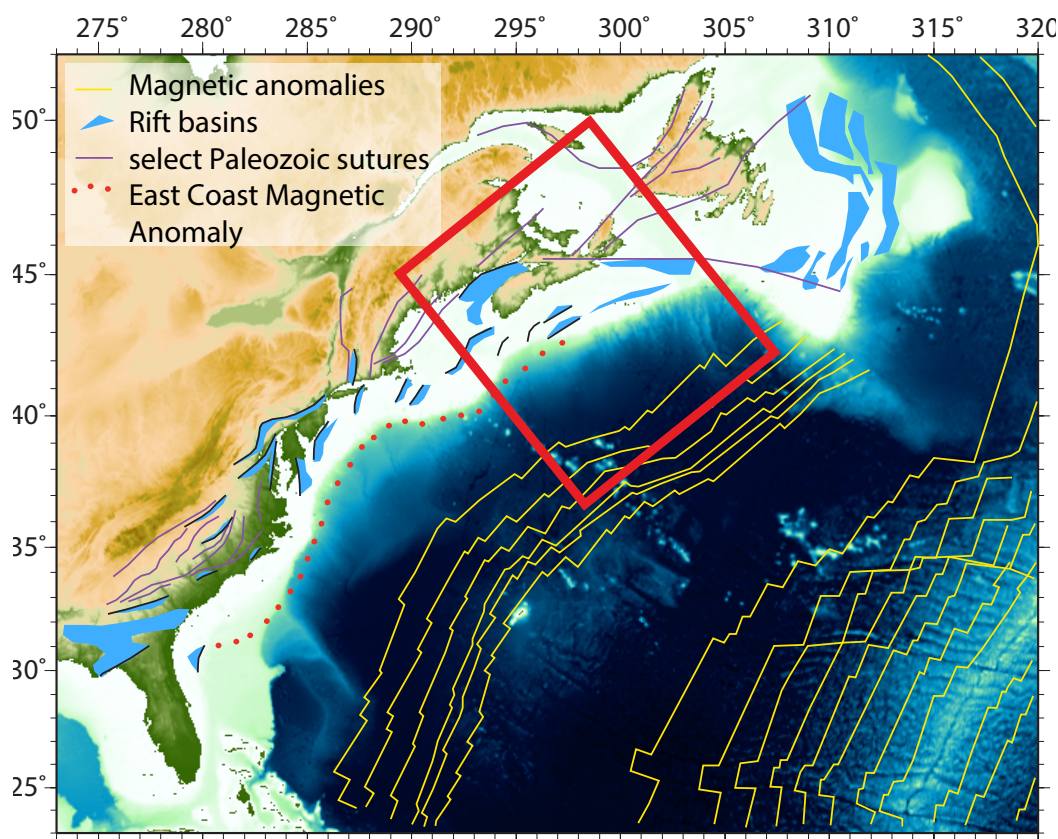 275° 280° 285° 290° 295° 300° 305° 310° 315° 320
Magnetic anomalies
50°
Rift basins
select Paleozoic sutures
East Coast Magnetic
Anomaly
45°
40°
35°
30°
25°